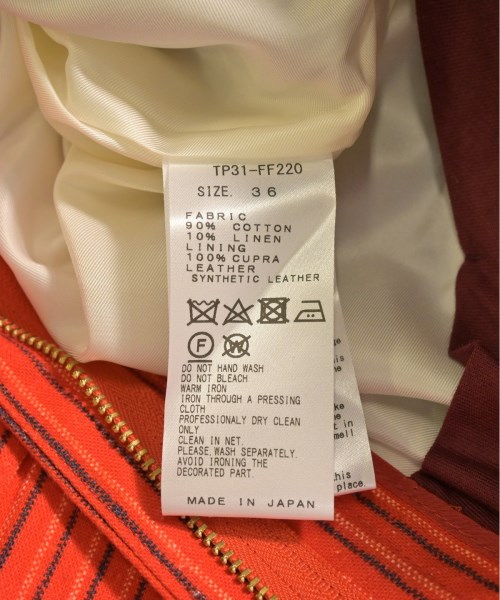 TP31-FF220
SIZE. 36
FABRIC
90% COTTON
10% LINEN
LINING
100% CUPRA
LEATHER
SYNTHETIC LEATHER
F W
DO NOT HAND WASH
DO NOT BLEACH
WARM IRON
IRON THROUGH A PRESSING
CLOTH
PROFESSIONALY DRY CLEAN
ONLY
CLEAN IN NET.
PLEASE WASH SEPARATELY.
AVOID IRONING THE
DECORATED PART.
MADE IN JAPAN
in
place.